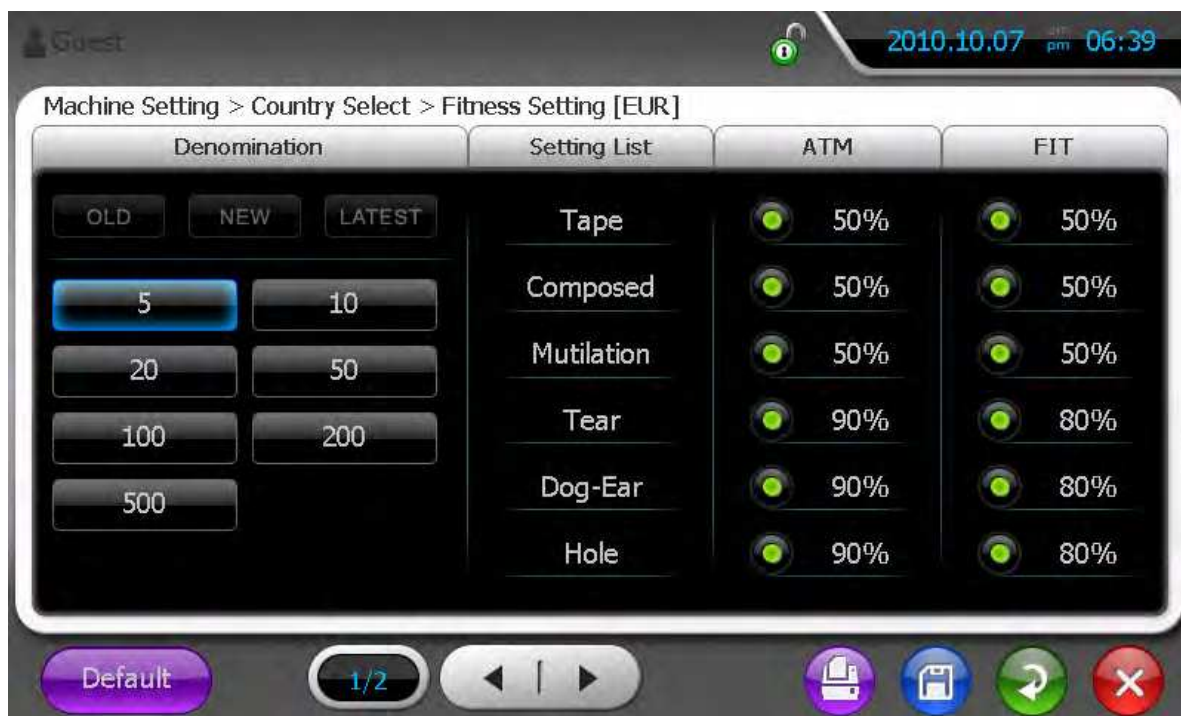 Guest
2010.10.07 am pm 06:39
Machine Setting > Country Select > Fitness Setting [EUR]
Denomination Setting List ATM FIT
OLD NEW LATEST Tape 50% 50%
5 10 Composed 50% 50%
20 50 Mutilation 50% 50%
100 200 Tear 90% 80%
500 Dog-Ear 90% 80%
Hole 90% 80%
Default 1/2